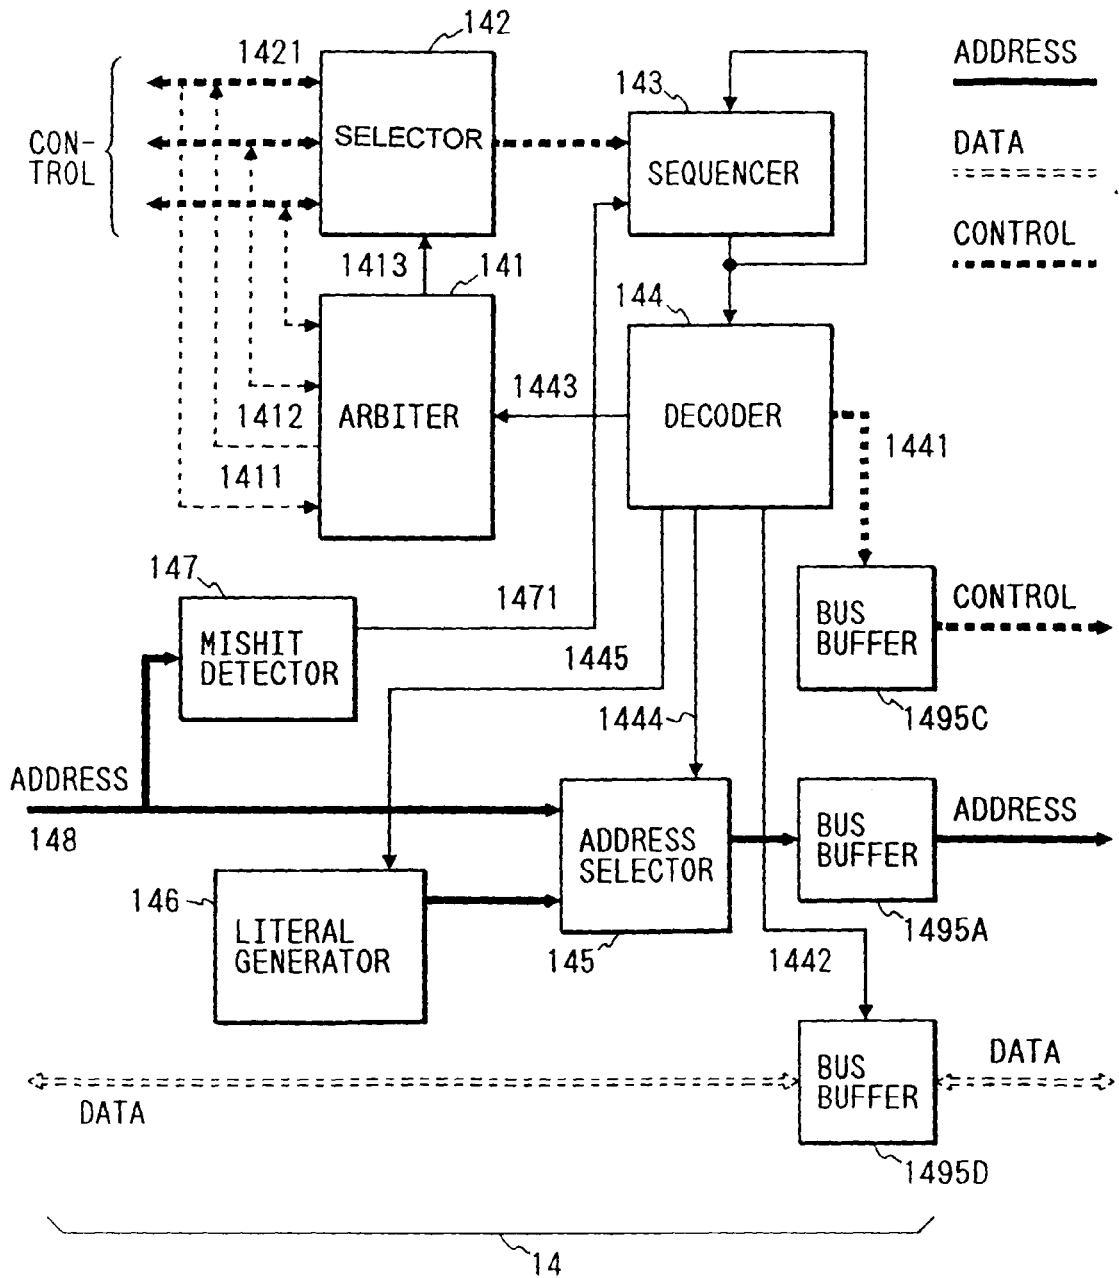 142
1421
CON-
TROL
SELECTOR
143
SEQUENCER
ADDRESS
DATA
CONTROL
1413
141
144
1412
1411
ARBITER
1443
DECODER
1441
147
MISHIT
DETECTOR
1471
1445
1444
BUS
BUFFER
CONTROL
1495C
ADDRESS
148
ADDRESS
SELECTOR
145
BUS
BUFFER
ADDRESS
1495A
146
LITERAL
GENERATOR
1442
BUS
BUFFER
DATA
DATA
1495D
14